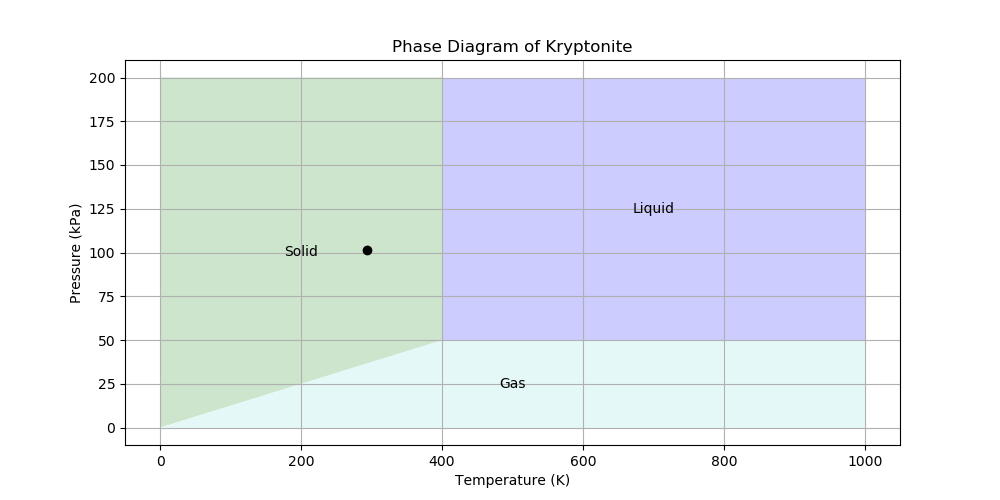 Phase Diagram of Kryptonite
Pressure (kPa)
200
175
150
125
100
75
50
25
0
Liquid
Solid
Gas
0 200 400 600 800 1000
Temperature (K)